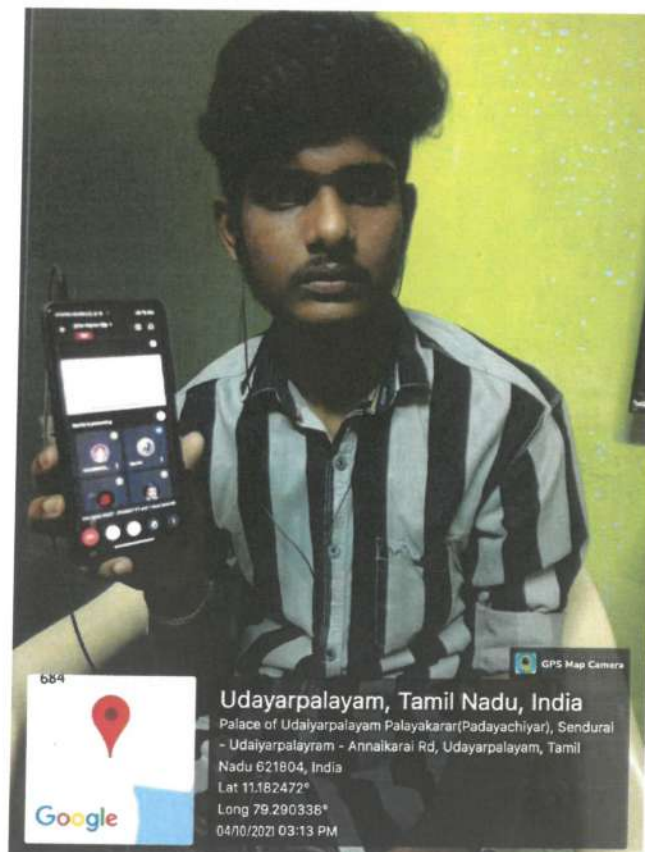 GPS Map Camera
684
Google
Udayarpalayam, Tamil Nadu, India
Palace of Udaiyarpalayam Palayakarar(Padayachiyar), Sendurai
- Udaiyarpalayram - Annaikarai Rd, Udayarpalayam, Tamil
Nadu 621804, India
Lat 11.182472°
Long 79.290338°
04/10/2021 03:13 PM